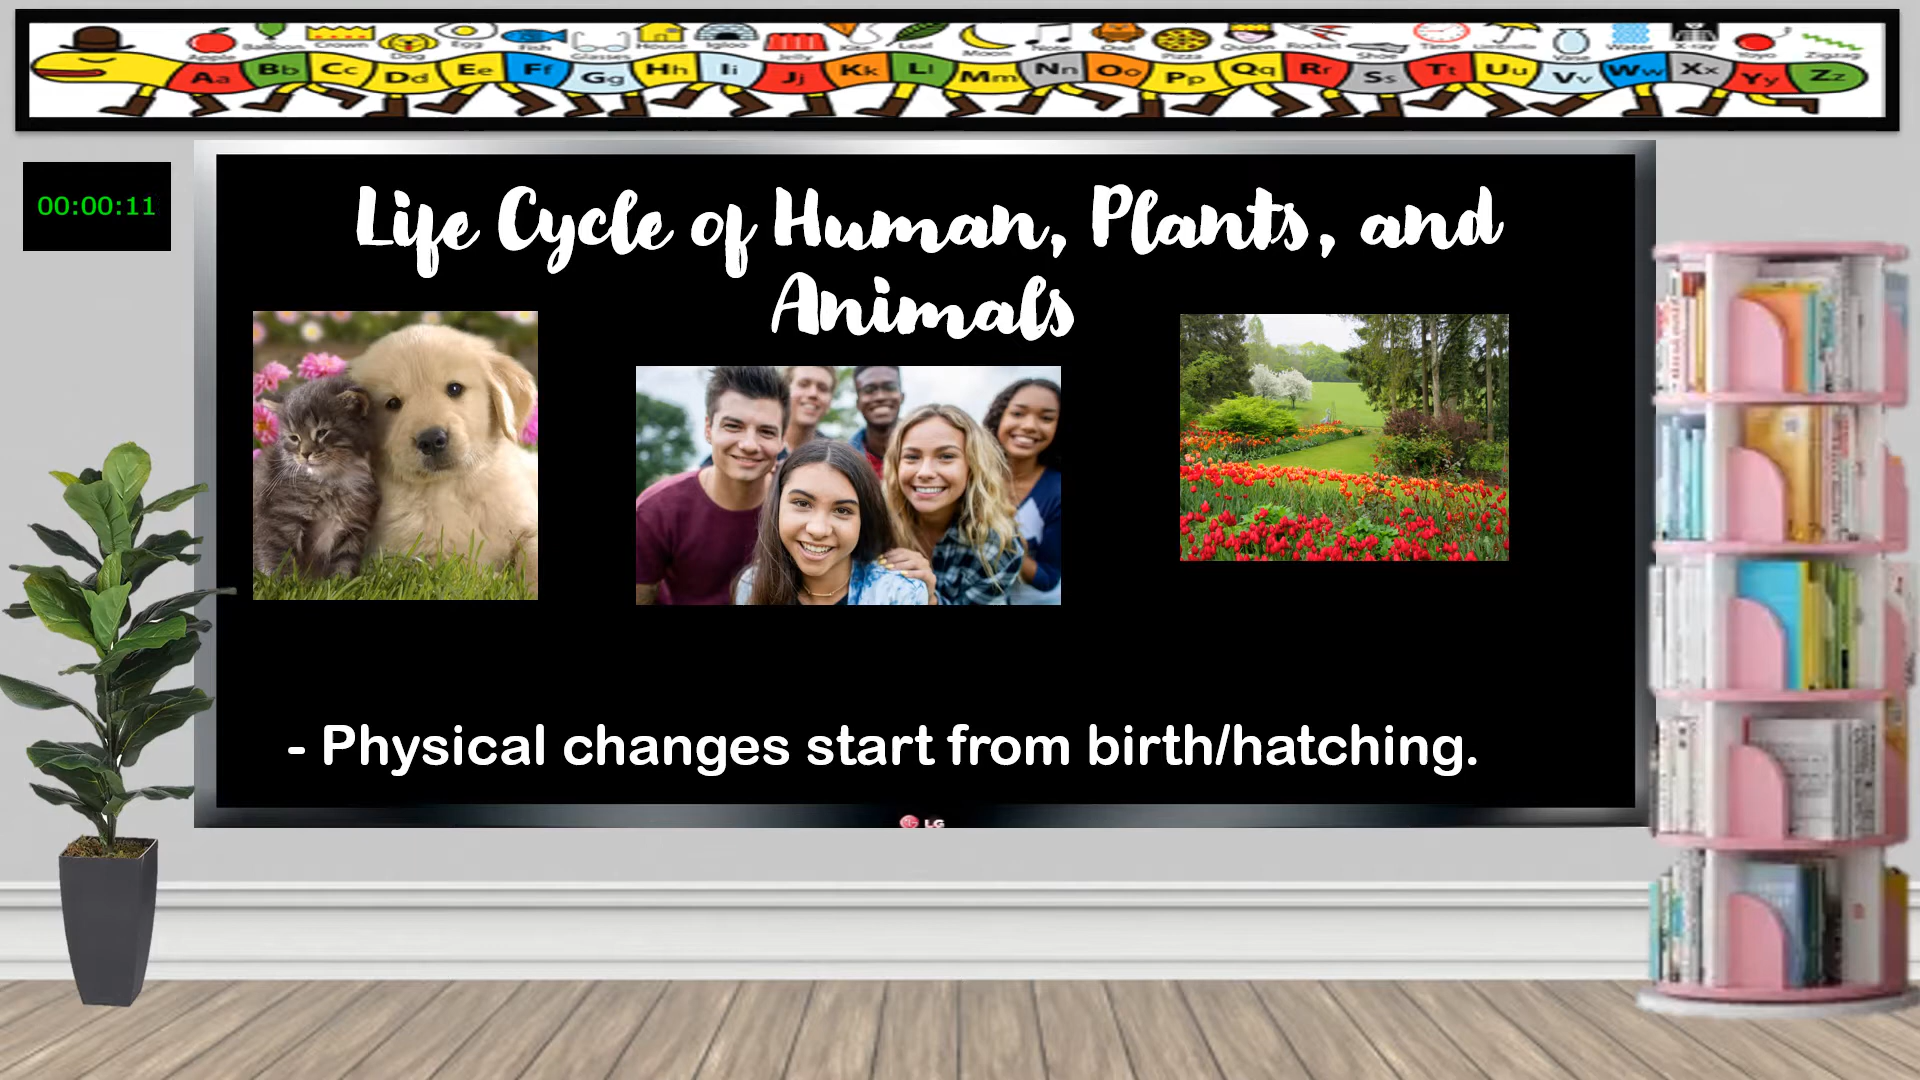 Apple Balloon Crown Dog Egg Fish Glasses House Igloo Jelly Kite Leaf Moon Note Owl Pizza Queen Rocket Shoe Time Umbrella Vase Water X-ray Yoyo Zigzag
Aa Bb Cc Dd Ee Ff Gg Hh Ii Jj Kk Ll Mm Nn Oo Pp Qq Rr Ss Tt Uu Vv Ww Xx Yy Zz
00:00:11
Life Cycle of Human, Plants, and
Animals
- Physical changes start from birth/hatching.
LG